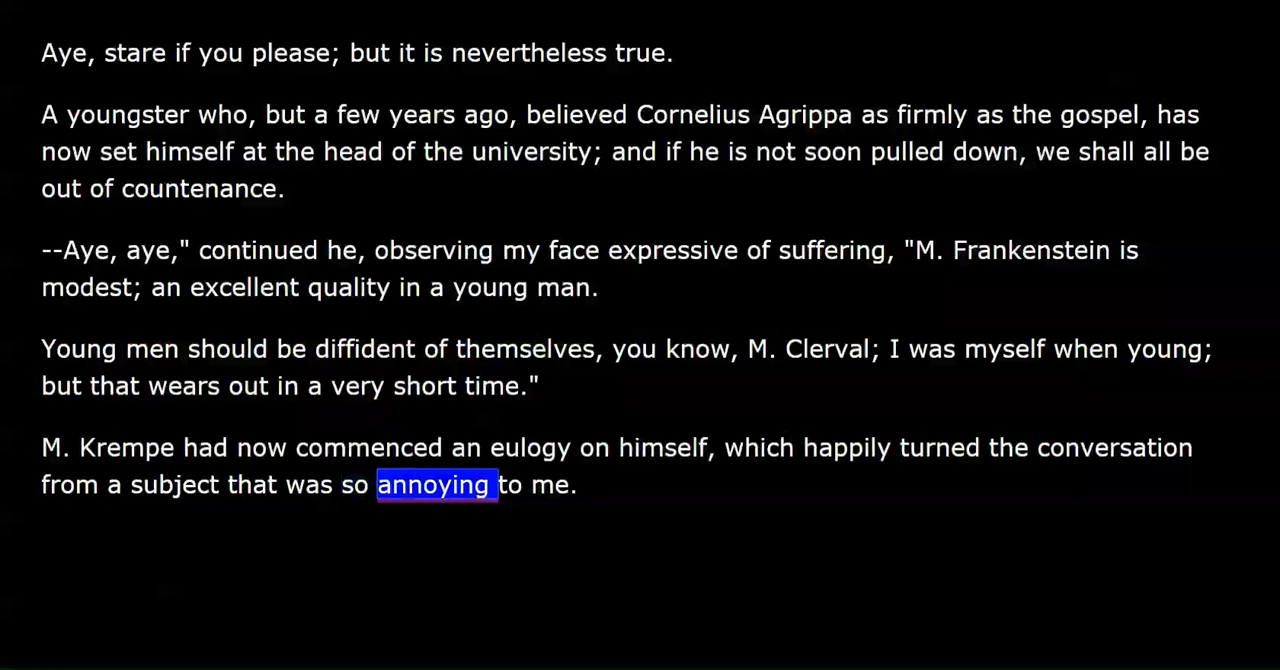 Aye, stare if you please; but it is nevertheless true.
A youngster who, but a few years ago, believed Cornelius Agrippa as firmly as the gospel, has
now set himself at the head of the university; and if he is not soon pulled down, we shall all be
out of countenance.
--Aye, aye," continued he, observing my face expressive of suffering, "M. Frankenstein is
modest; an excellent quality in a young man.
Young men should be diffident of themselves, you know, M. Clerval; I was myself when young;
but that wears out in a very short time."
M. Krempe had now commenced an eulogy on himself, which happily turned the conversation
from a subject that was so annoying to me.